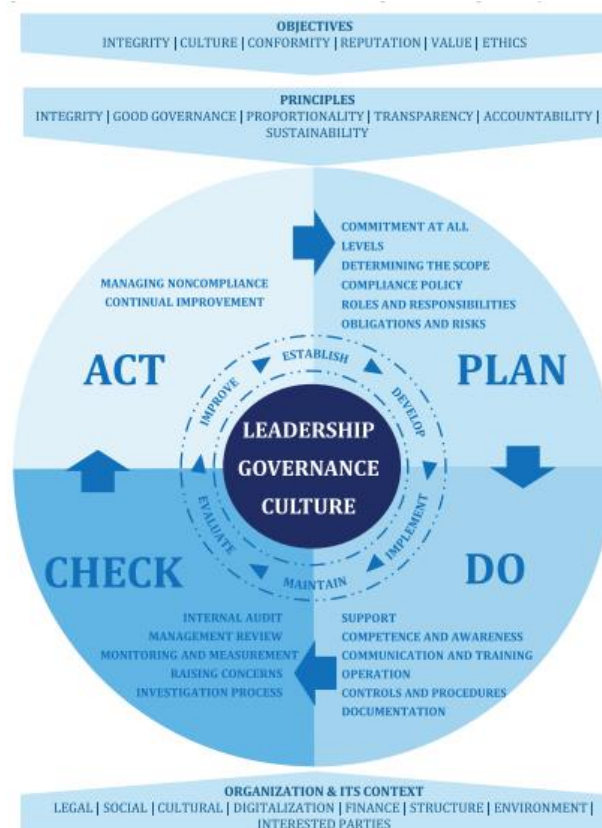 OBJECTIVES
INTEGRITY | CULTURE | CONFORMITY | REPUTATION | VALUE | ETHICS
PRINCIPLES
INTEGRITY | GOOD GOVERNANCE | PROPORTIONALITY | TRANSPARENCY | ACCOUNTABILITY |
SUSTAINABILITY
MANAGING NONCOMPLIANCE
CONTINUAL IMPROVEMENT
ACT
COMMITMENT AT ALL
LEVELS
DETERMINING THE SCOPE
COMPLIANCE POLICY
ROLES AND RESPONSIBILITIES
OBLIGATIONS AND RISKS
PLAN
ESTABLISH
DEVELOP
IMPLEMENT
MAINTAIN
EVALUATE
IMPROVE
LEADERSHIP
GOVERNANCE
CULTURE
CHECK
INTERNAL AUDIT
MANAGEMENT REVIEW
MONITORING AND MEASUREMENT
RAISING CONCERNS
INVESTIGATION PROCESS
DO
SUPPORT
COMPETENCE AND AWARENESS
COMMUNICATION AND TRAINING
OPERATION
CONTROLS AND PROCEDURES
DOCUMENTATION
ORGANIZATION & ITS CONTEXT
LEGAL | SOCIAL | CULTURAL | DIGITALIZATION | FINANCE | STRUCTURE | ENVIRONMENT |
INTERESTED PARTIES